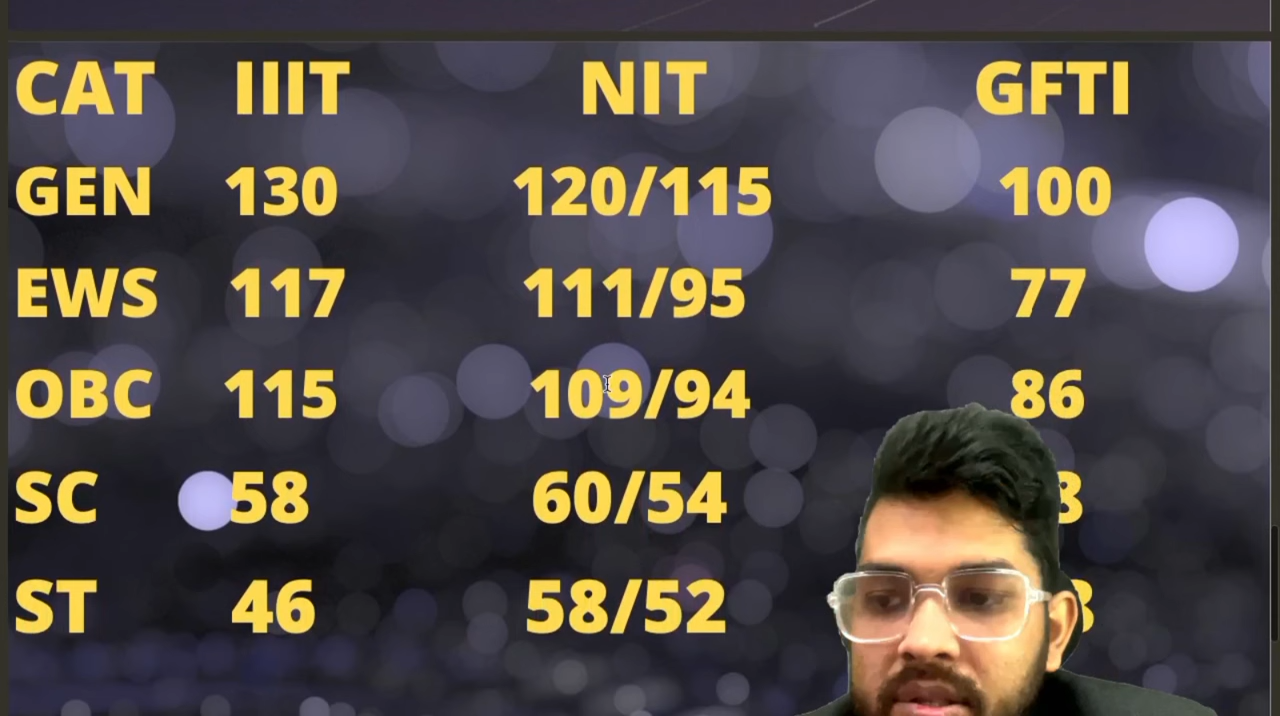 CAT IIIT NIT GFTI
GEN 130 120/115 100
EWS 117 111/95 77
OBC 115 109/94 86
SC 58 60/54
ST 46 58/52